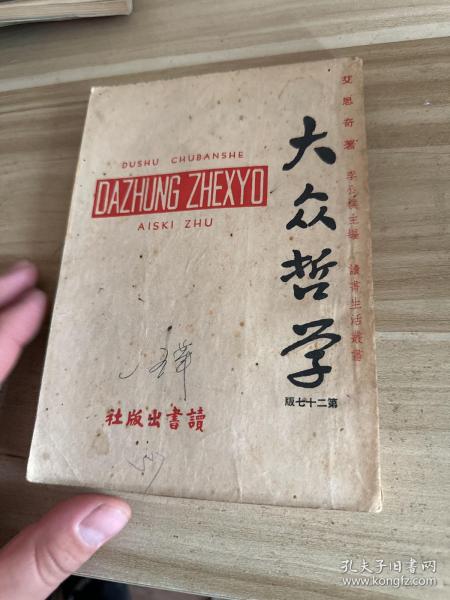 艾思奇著 李公樸主編 讀書生活叢書
大众哲学
第二十七版
DUSHU CHUBANSHE
DAZHUNG ZHEXYO
AISKI ZHU
讀書出版社
孔夫子旧书网
www.kongfz.com